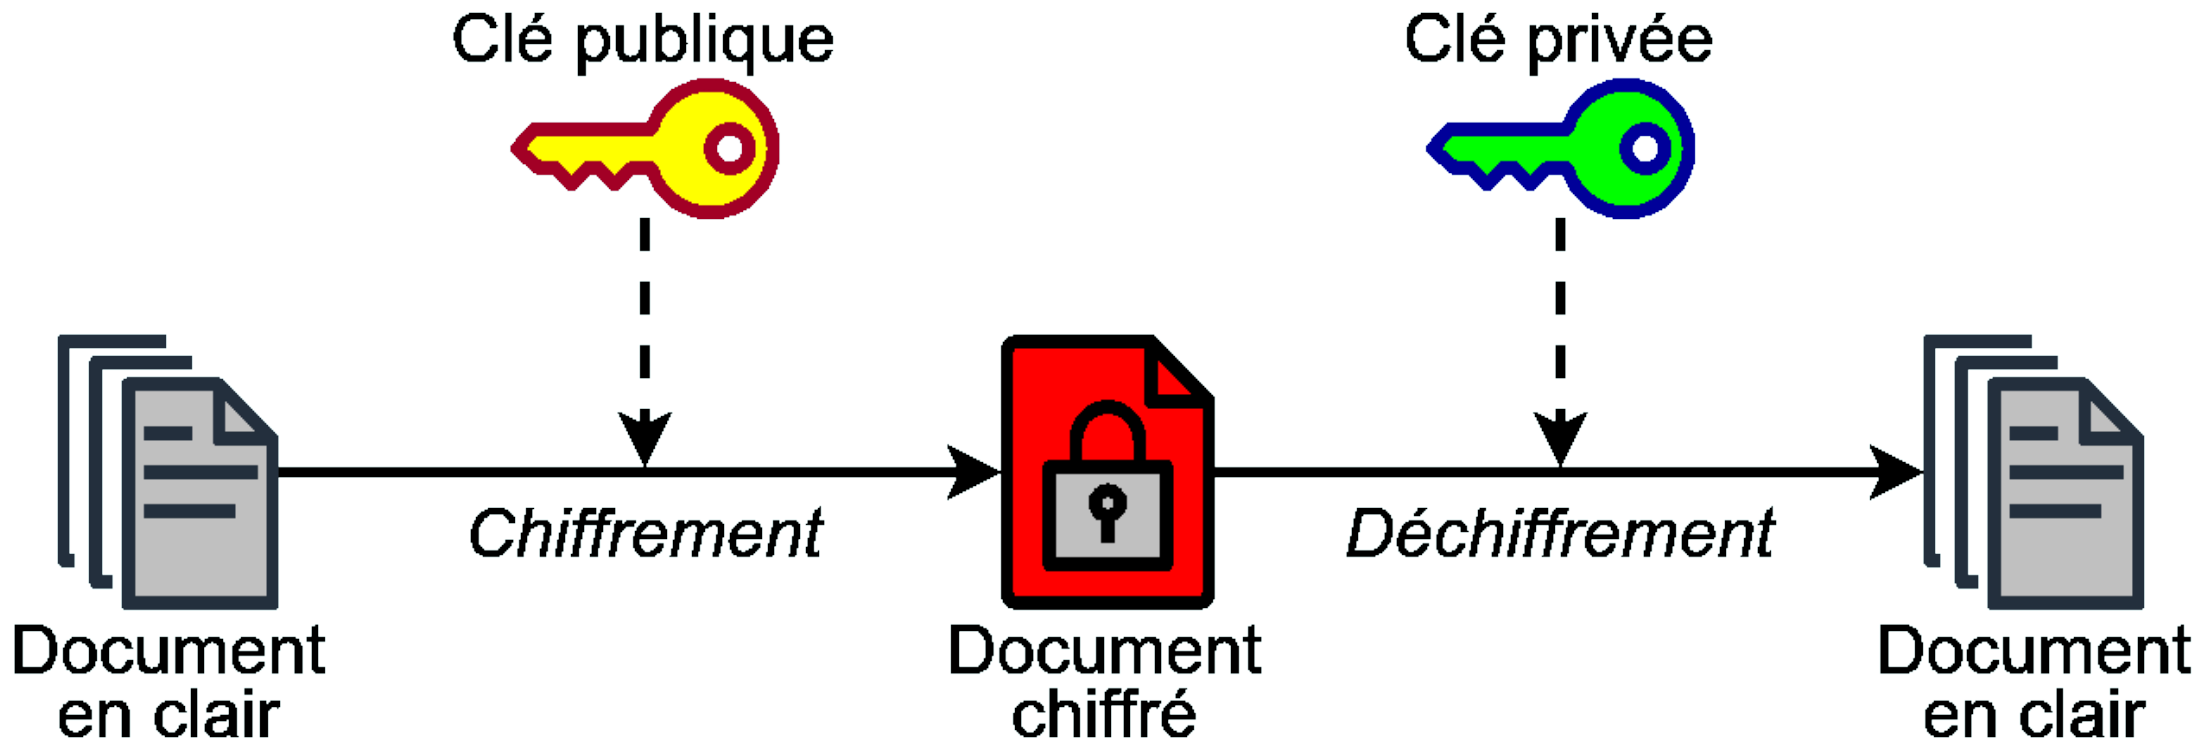 Clé publique
Clé privée
Chiffrement
Déchiffrement
Document
en clair
Document
chiffré
Document
en clair